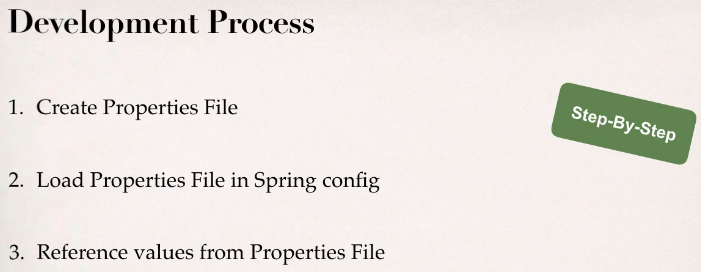 Development Process
1. Create Properties File
Step-By-Step
2. Load Properties File in Spring config
3. Reference values from Properties File